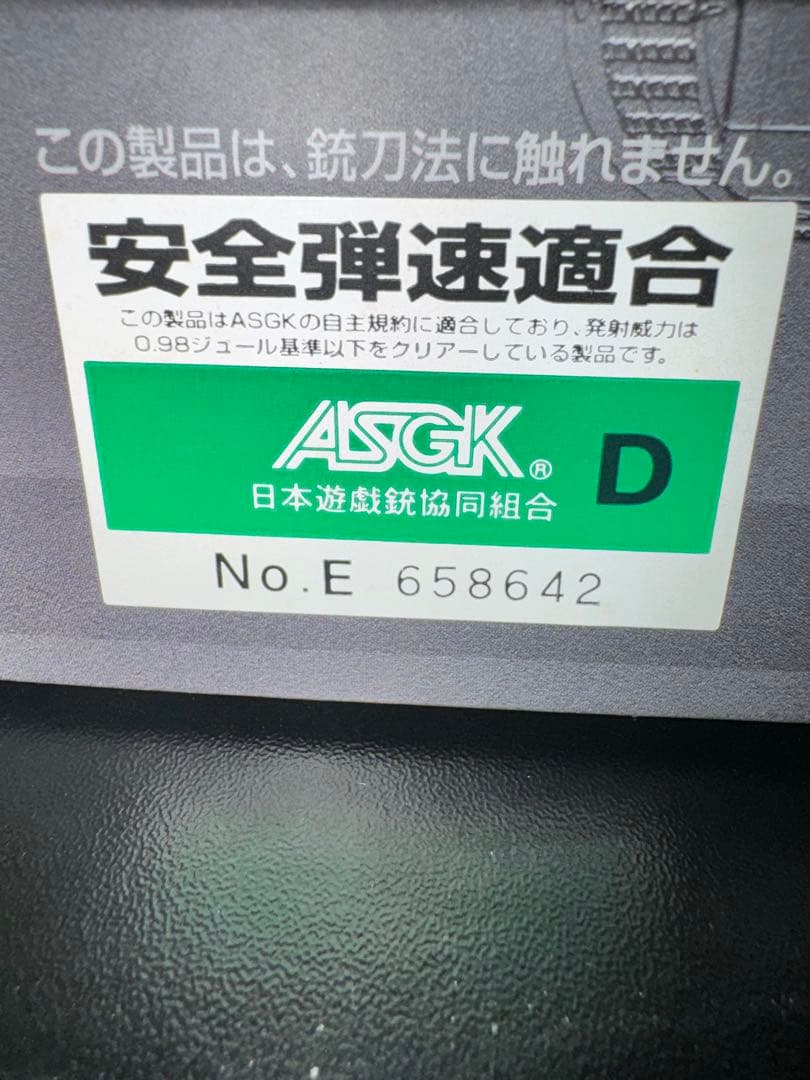 この製品は、銃刀法に触れません。
安全弾速適合
この製品はASGKの自主規約に適合しており、発射威力は
0.98ジュール基準以下をクリアーしている製品です。
ASGK® D
日本遊戯銃協同組合
No.E 658642